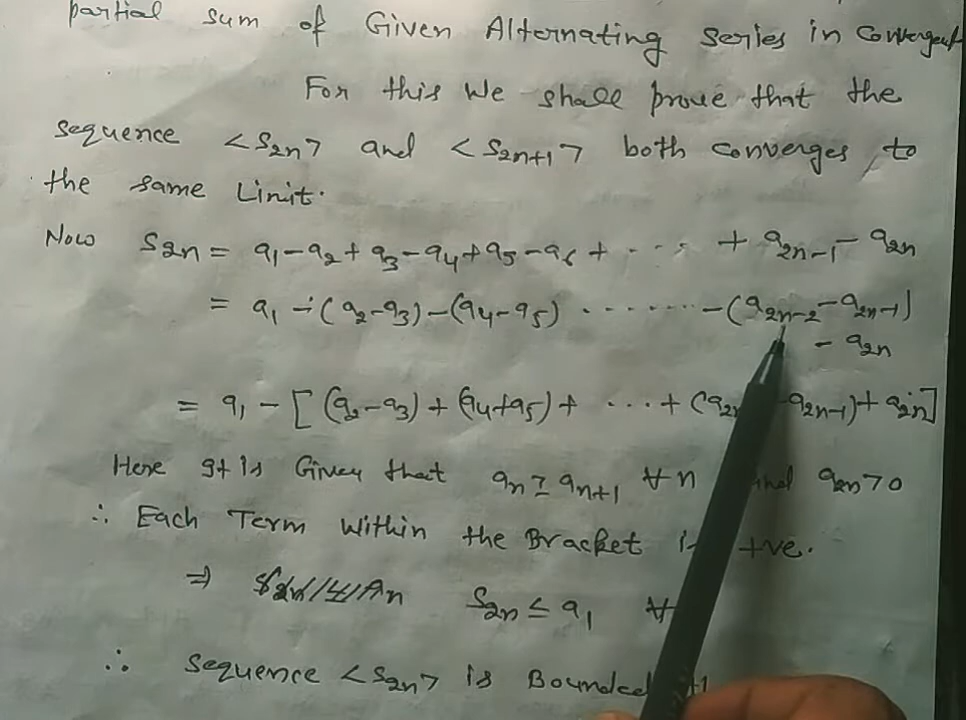 partial sum of Given Alternating series in Convergent
For this We shall prove that the
sequence <S2n> and <S2n+1> both converges to
the same Limit.
Now S2n = a1-a2+a3-a4+a5-a6+ ... + a2n-1 - a2n
= a1 - (a2-a3)-(a4-a5) ........ -(a2n-2 - a2n-1)
- a2n
= a1 - [(a2-a3)+(a4+a5)+ ...+(a2n -a2n-1)+a2n]
Here It is Given that an ≥ an+1 ∀ n and a2n>0
∴ Each Term Within the Bracket is +ve.
⇒ S2n ≤ a1 ∀
∴ sequence <S2n> is Bounded